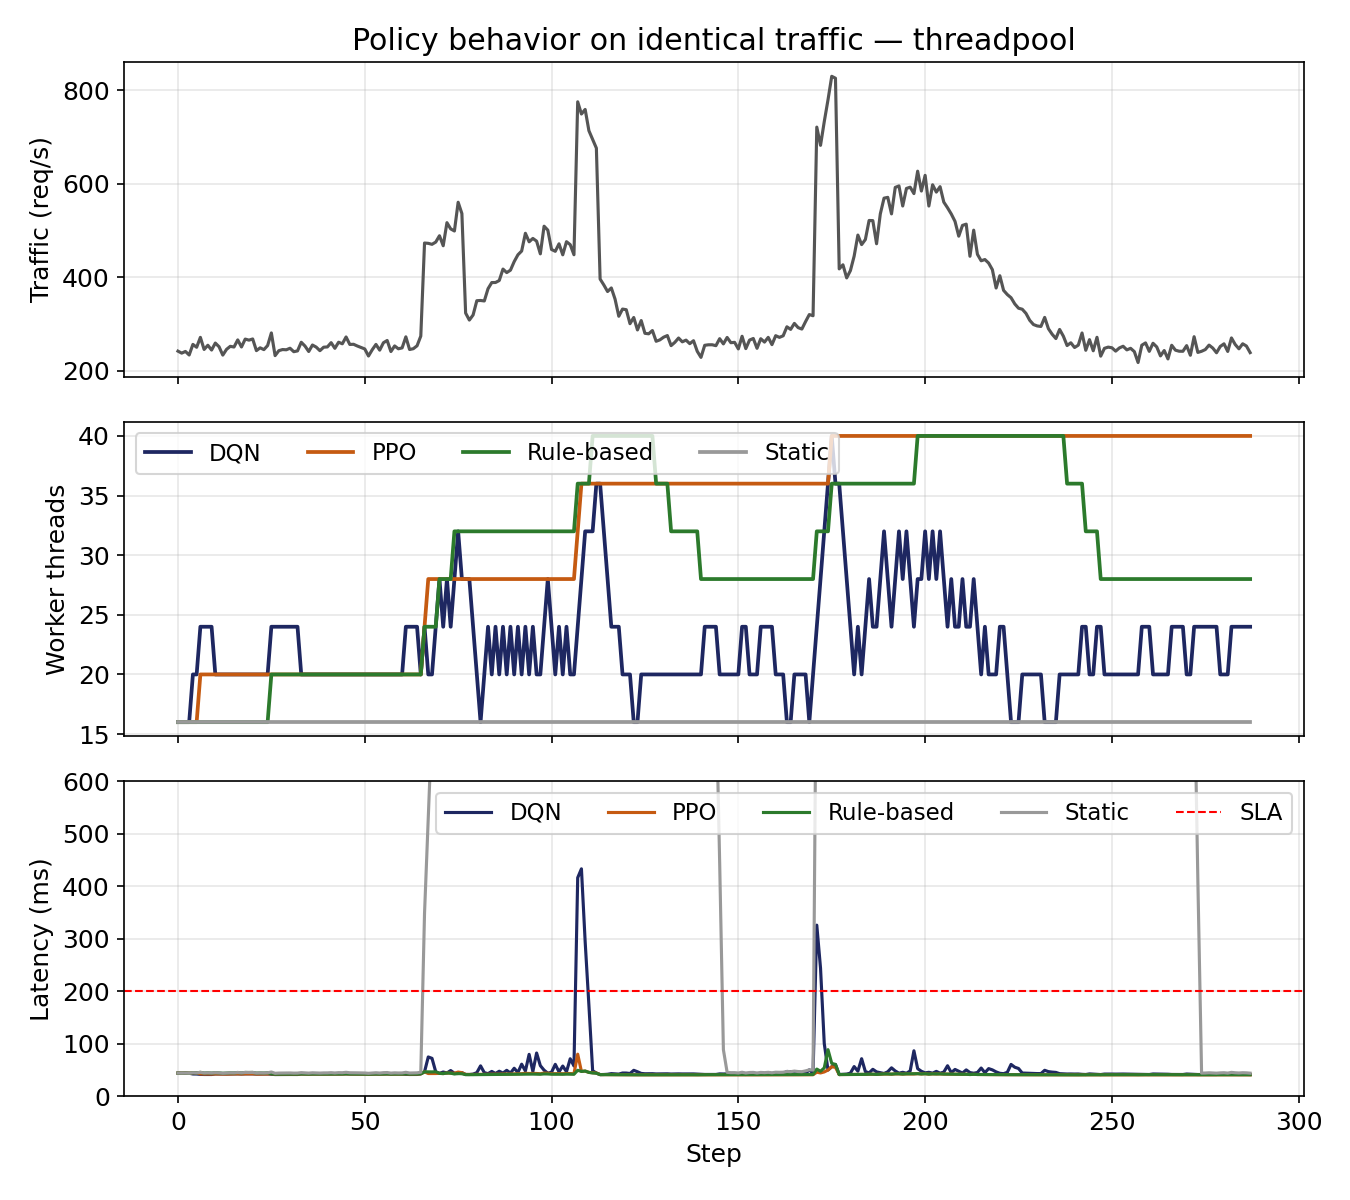 Policy behavior on identical traffic — threadpool
Traffic (req/s)
800
600
400
200
Worker threads
40
35
30
25
20
15
DQN PPO Rule-based Static
Latency (ms)
600
500
400
300
200
100
0
DQN PPO Rule-based Static SLA
0 50 100 150 200 250 300
Step